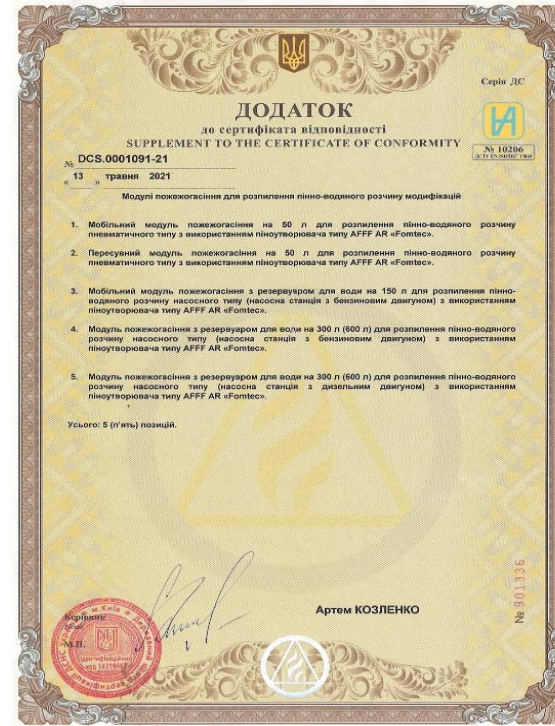 Серія ДС
ДОДАТОК
до сертифіката відповідності
SUPPLEMENT TO THE CERTIFICATE OF CONFORMITY
№ DCS.0001091-21
« 13 » травня 2021
№ 10206
Модулі пожежогасіння для розпилення пінно-водяного розчину модифікацій
1. Мобільний модуль пожежогасіння на 50 л для розпилення пінно-водяного розчину
пневматичного типу з використанням піноутворювача типу AFFF AR «Fomtec».
2. Пересувний модуль пожежогасіння на 50 л для розпилення пінно-водяного розчину
пневматичного типу з використанням піноутворювача типу AFFF AR «Fomtec».
3. Мобільний модуль пожежогасіння з резервуаром для води на 150 л для розпилення пінно-
водяного розчину насосного типу (насосна станція з бензиновим двигуном) з використанням
піноутворювача типу AFFF AR «Fomtec».
4. Модуль пожежогасіння з резервуаром для води на 300 л (600 л) для розпилення пінно-водяного
розчину насосного типу (насосна станція з бензиновим двигуном) з використанням
піноутворювача типу AFFF AR «Fomtec».
5. Модуль пожежогасіння з резервуаром для води на 300 л (600 л) для розпилення пінно-водяного
розчину насосного типу (насосна станція з дизельним двигуном) з використанням
піноутворювача типу AFFF AR «Fomtec».
Усього: 5 (п'ять) позицій.
№ 901336
Керівник
Артем КОЗЛЕНКО
М.П.